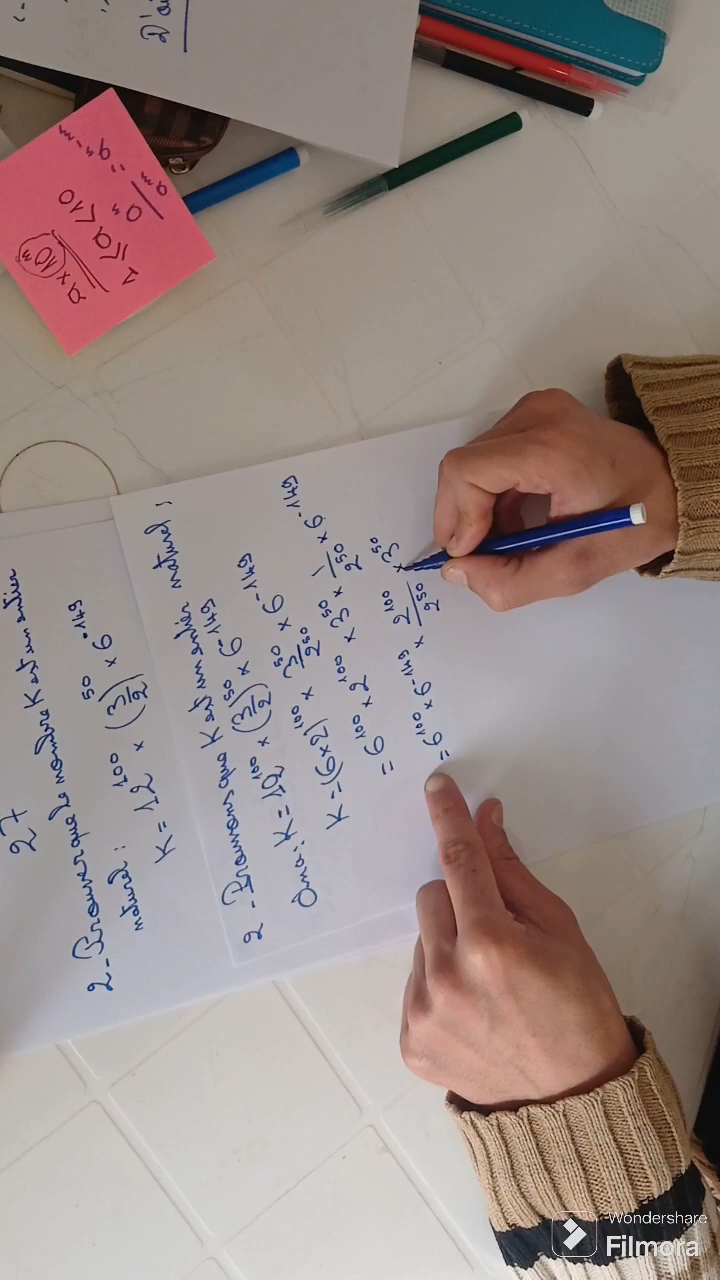 D'a
a^m/a^n = a^m-n
1 ≤ a < 10
a × 10^n
27
2-Prouver que le nombre K est un entier
naturel :
K = 12^100 × (3/2)^50 × 6^-149
2 - Prouvons que K est un entier naturel :
Ona: K = 12^100 × (3/2)^50 × 6^-149
K = (6×2)^100 × 3^50/2^50 × 6^-149
= 6^100 × 2^100 × 3^50 × 1/2^50 × 6^-149
= 6^100 × 6^-149 × 2^100/2^50 × 3^50
Wondershare
Filmora